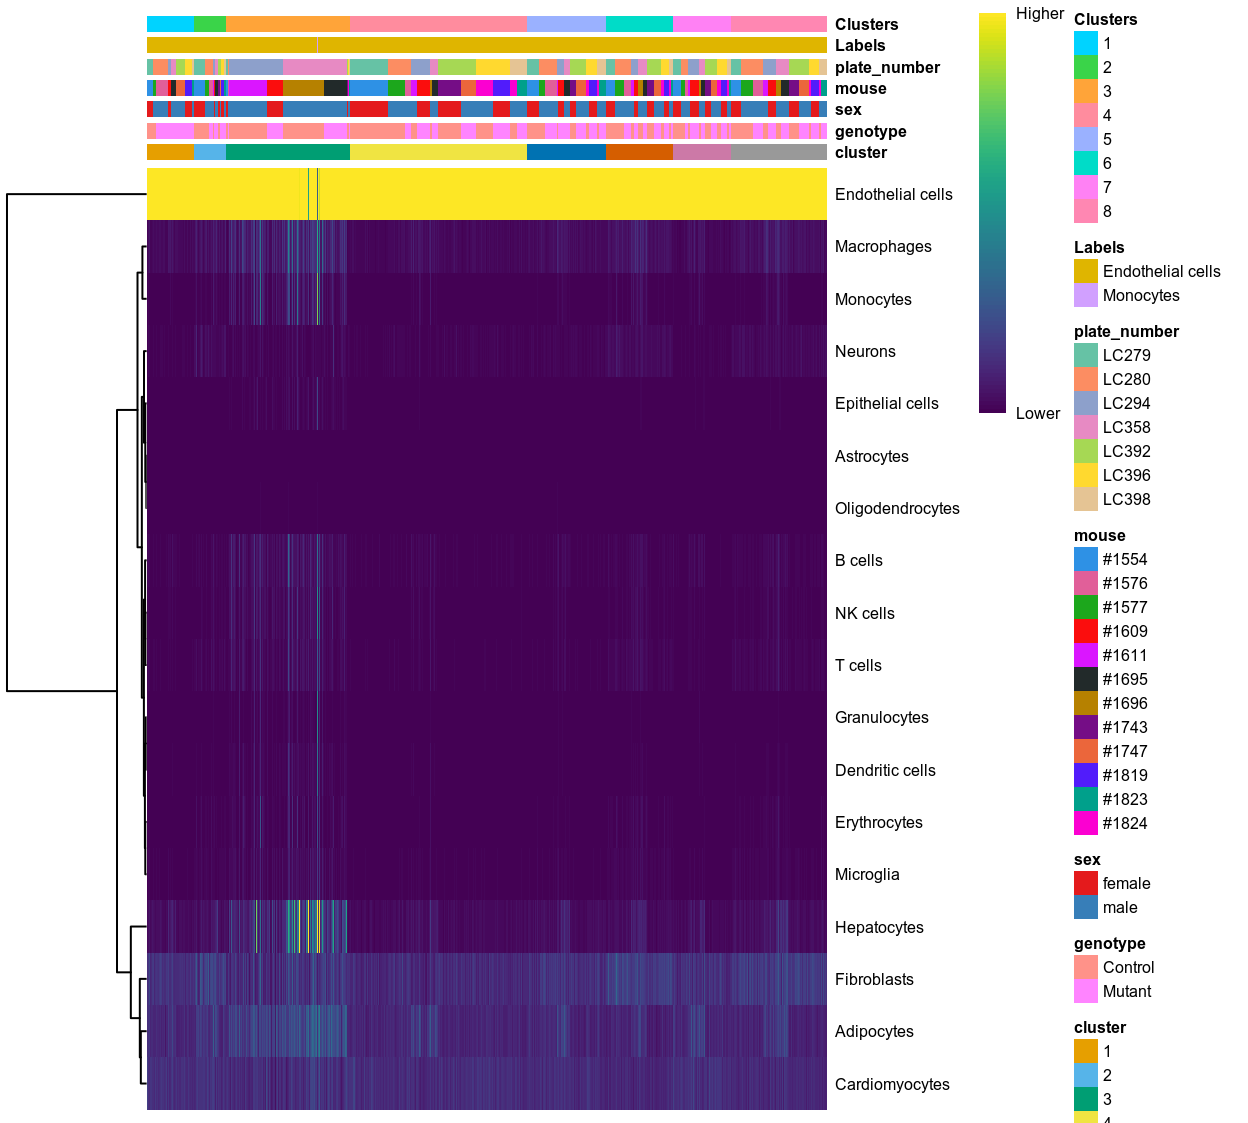 Clusters
Labels
plate_number
mouse
sex
genotype
cluster
Endothelial cells
Macrophages
Monocytes
Neurons
Epithelial cells
Astrocytes
Oligodendrocytes
B cells
NK cells
T cells
Granulocytes
Dendritic cells
Erythrocytes
Microglia
Hepatocytes
Fibroblasts
Adipocytes
Cardiomyocytes
Higher
Lower
Clusters
1
2
3
4
5
6
7
8
Labels
Endothelial cells
Monocytes
plate_number
LC279
LC280
LC294
LC358
LC392
LC396
LC398
mouse
#1554
#1576
#1577
#1609
#1611
#1695
#1696
#1743
#1747
#1819
#1823
#1824
sex
female
male
genotype
Control
Mutant
cluster
1
2
3
4